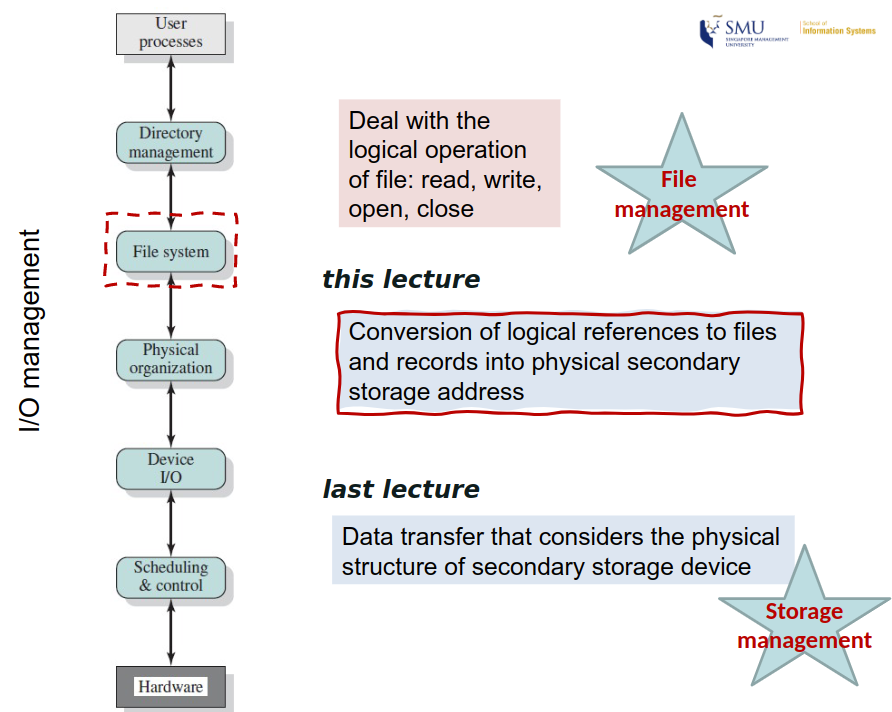 User
processes
SMU
SINGAPORE MANAGEMENT
UNIVERSITY
School of
Information Systems
Directory
management
Deal with the
logical operation
of file: read, write,
open, close
File
management
File system
this lecture
I/O management
Physical
organization
Conversion of logical references to files
and records into physical secondary
storage address
Device
I/O
last lecture
Data transfer that considers the physical
structure of secondary storage device
Scheduling
& control
Storage
management
Hardware